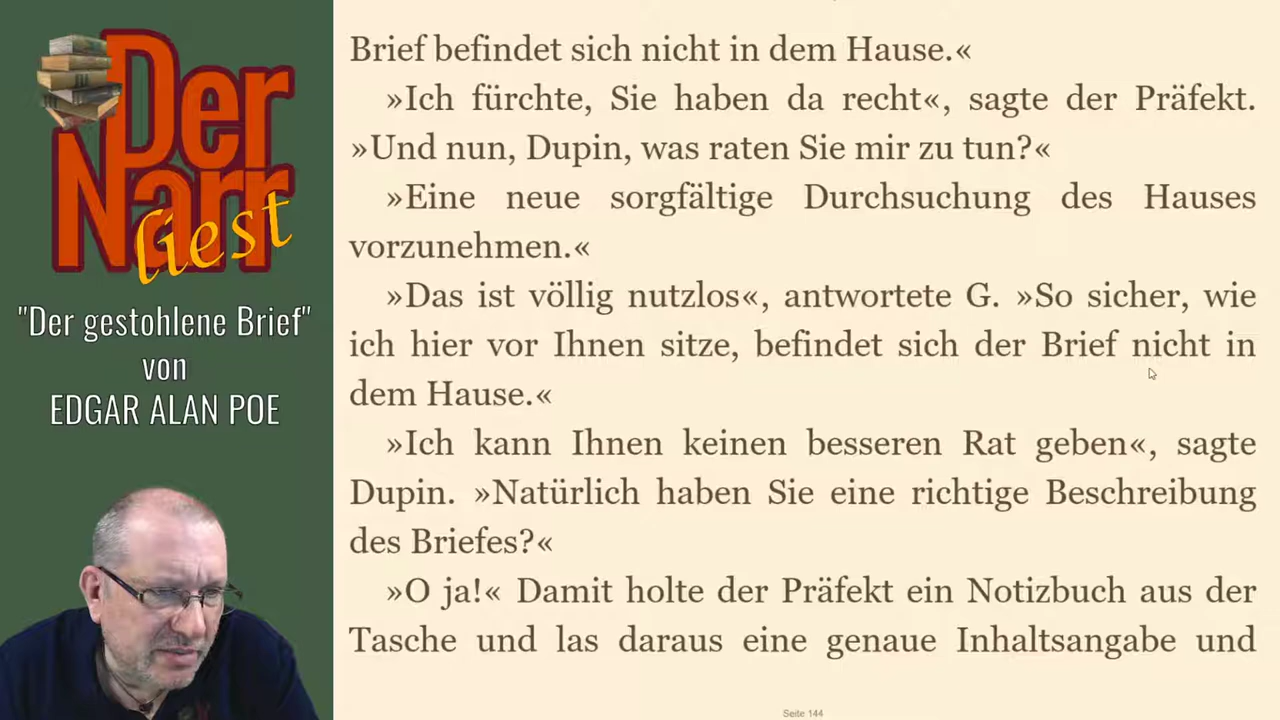 Der
Narr
liest
"Der gestohlene Brief"
von
EDGAR ALAN POE
Brief befindet sich nicht in dem Hause.«
»Ich fürchte, Sie haben da recht«, sagte der Präfekt.
»Und nun, Dupin, was raten Sie mir zu tun?«
»Eine neue sorgfältige Durchsuchung des Hauses
vorzunehmen.«
»Das ist völlig nutzlos«, antwortete G. »So sicher, wie
ich hier vor Ihnen sitze, befindet sich der Brief nicht in
dem Hause.«
»Ich kann Ihnen keinen besseren Rat geben«, sagte
Dupin. »Natürlich haben Sie eine richtige Beschreibung
des Briefes?«
»O ja!« Damit holte der Präfekt ein Notizbuch aus der
Tasche und las daraus eine genaue Inhaltsangabe und
Seite 144